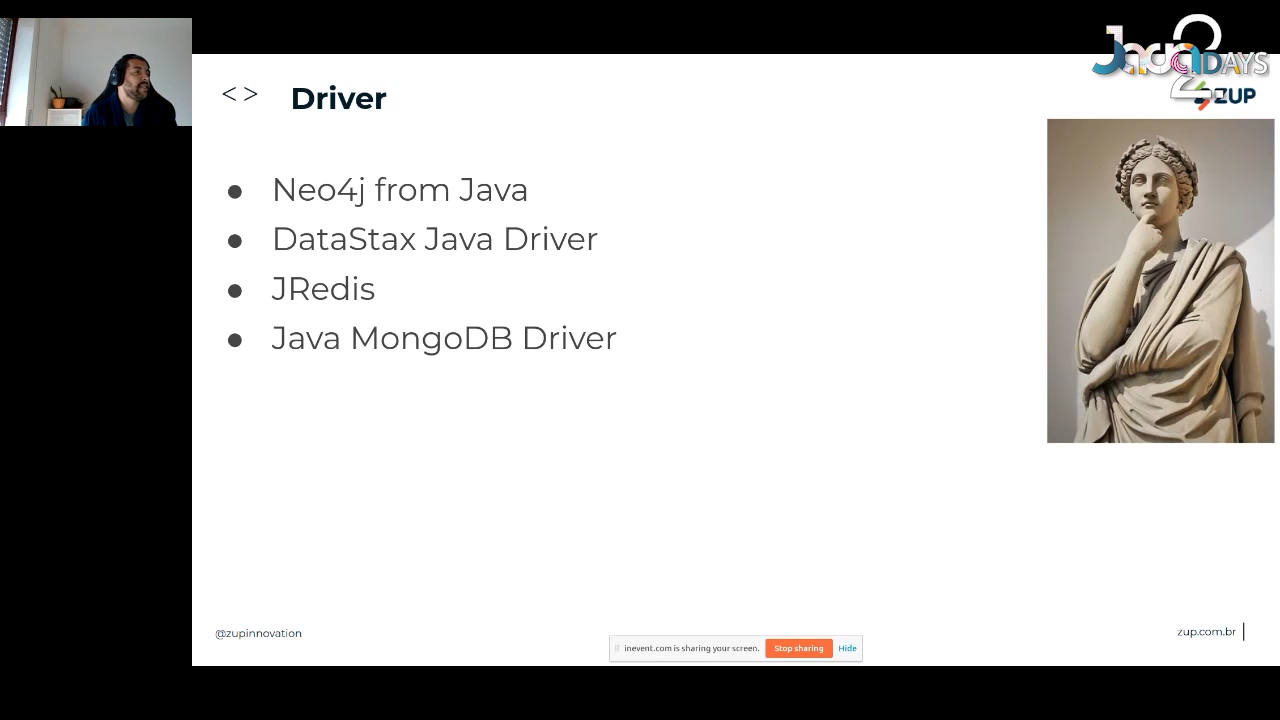 < > Driver
DAYS
ZUP
● Neo4j from Java
● DataStax Java Driver
● JRedis
● Java MongoDB Driver
@zupinnovation
inevent.com is sharing your screen. Stop sharing Hide
zup.com.br